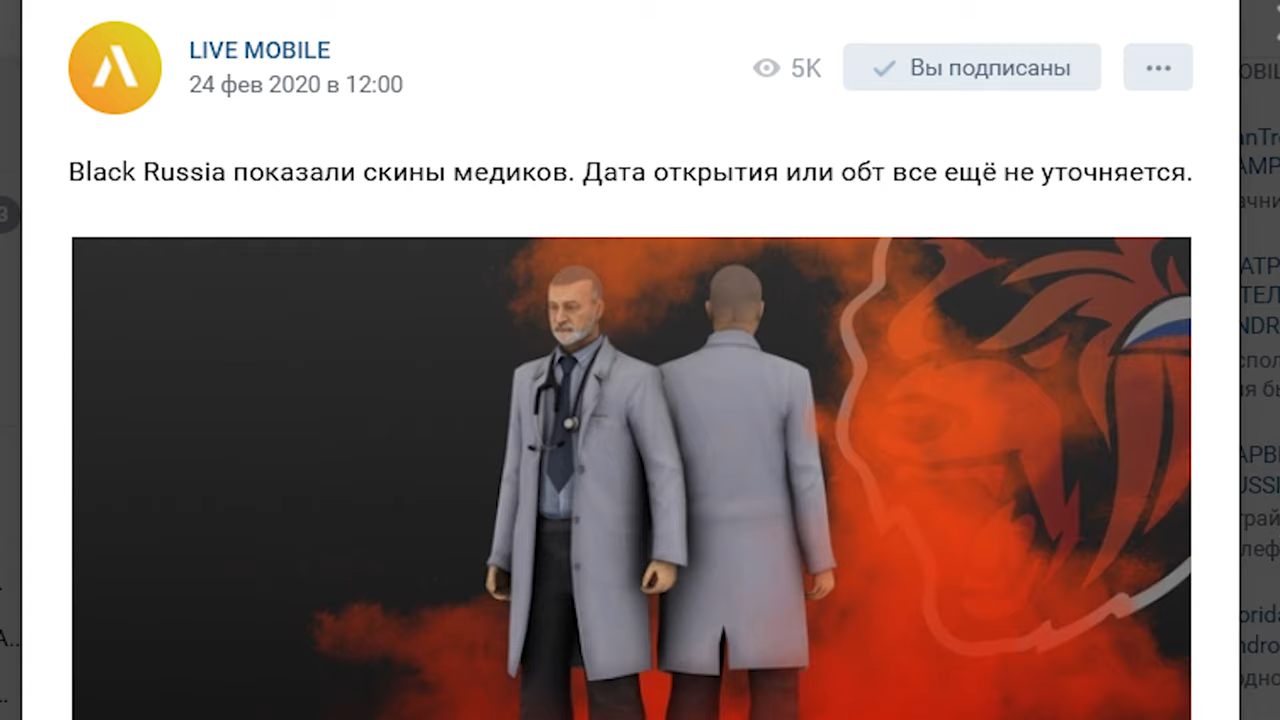 LIVE MOBILE
24 фев 2020 в 12:00
5K
Вы подписаны
Black Russia показали скины медиков. Дата открытия или обт все ещё не уточняется.